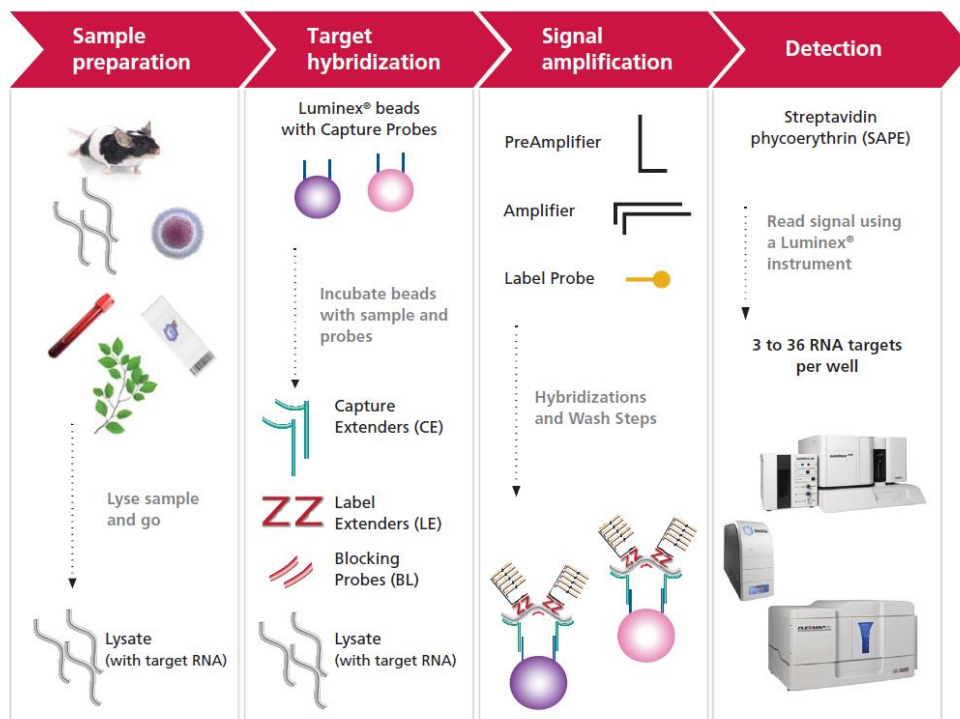 Sample
preparation
Target
hybridization
Signal
amplification
Detection
Lyse sample
and go
Lysate
(with target RNA)
Luminex® beads
with Capture Probes
Incubate beads
with sample and
probes
Capture
Extenders (CE)
ZZ
Label
Extenders (LE)
Blocking
Probes (BL)
Lysate
(with target RNA)
PreAmplifier
Amplifier
Label Probe
Hybridizations
and Wash Steps
Streptavidin
phycoerythrin (SAPE)
Read signal using
a Luminex®
instrument
3 to 36 RNA targets
per well